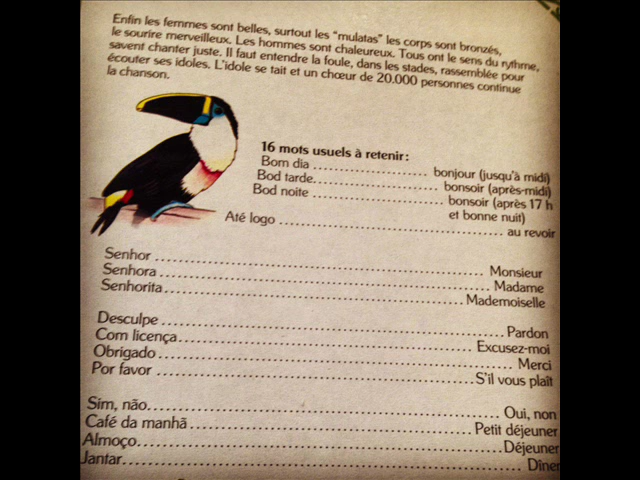 Enfin les femmes sont belles, surtout les "mulatas" les corps sont bronzés,
le sourire merveilleux. Les hommes sont chaleureux. Tous ont le sens du rythme,
savent chanter juste. Il faut entendre la foule, dans les stades, rassemblée pour
écouter ses idoles. L'idole se tait et un chœur de 20.000 personnes continue
la chanson.
16 mots usuels à retenir :
Bom dia ........................ bonjour (jusqu'à midi)
Bod tarde........................ bonsoir (après-midi)
Bod noite ........................ bonsoir (après 17 h
et bonne nuit)
Até logo ........................................ au revoir
Senhor ............................................................ Monsieur
Senhora ............................................................ Madame
Senhorita............................................................ Mademoiselle
Desculpe ............................................................ Pardon
Com licença............................................................ Excusez-moi
Obrigado ............................................................ Merci
Por favor ............................................................ S'il vous plaît
Sim, não............................................................ Oui, non
Café da manhã ............................................................ Petit déjeuner
Almoço............................................................ Déjeuner
Jantar............................................................ Dîner